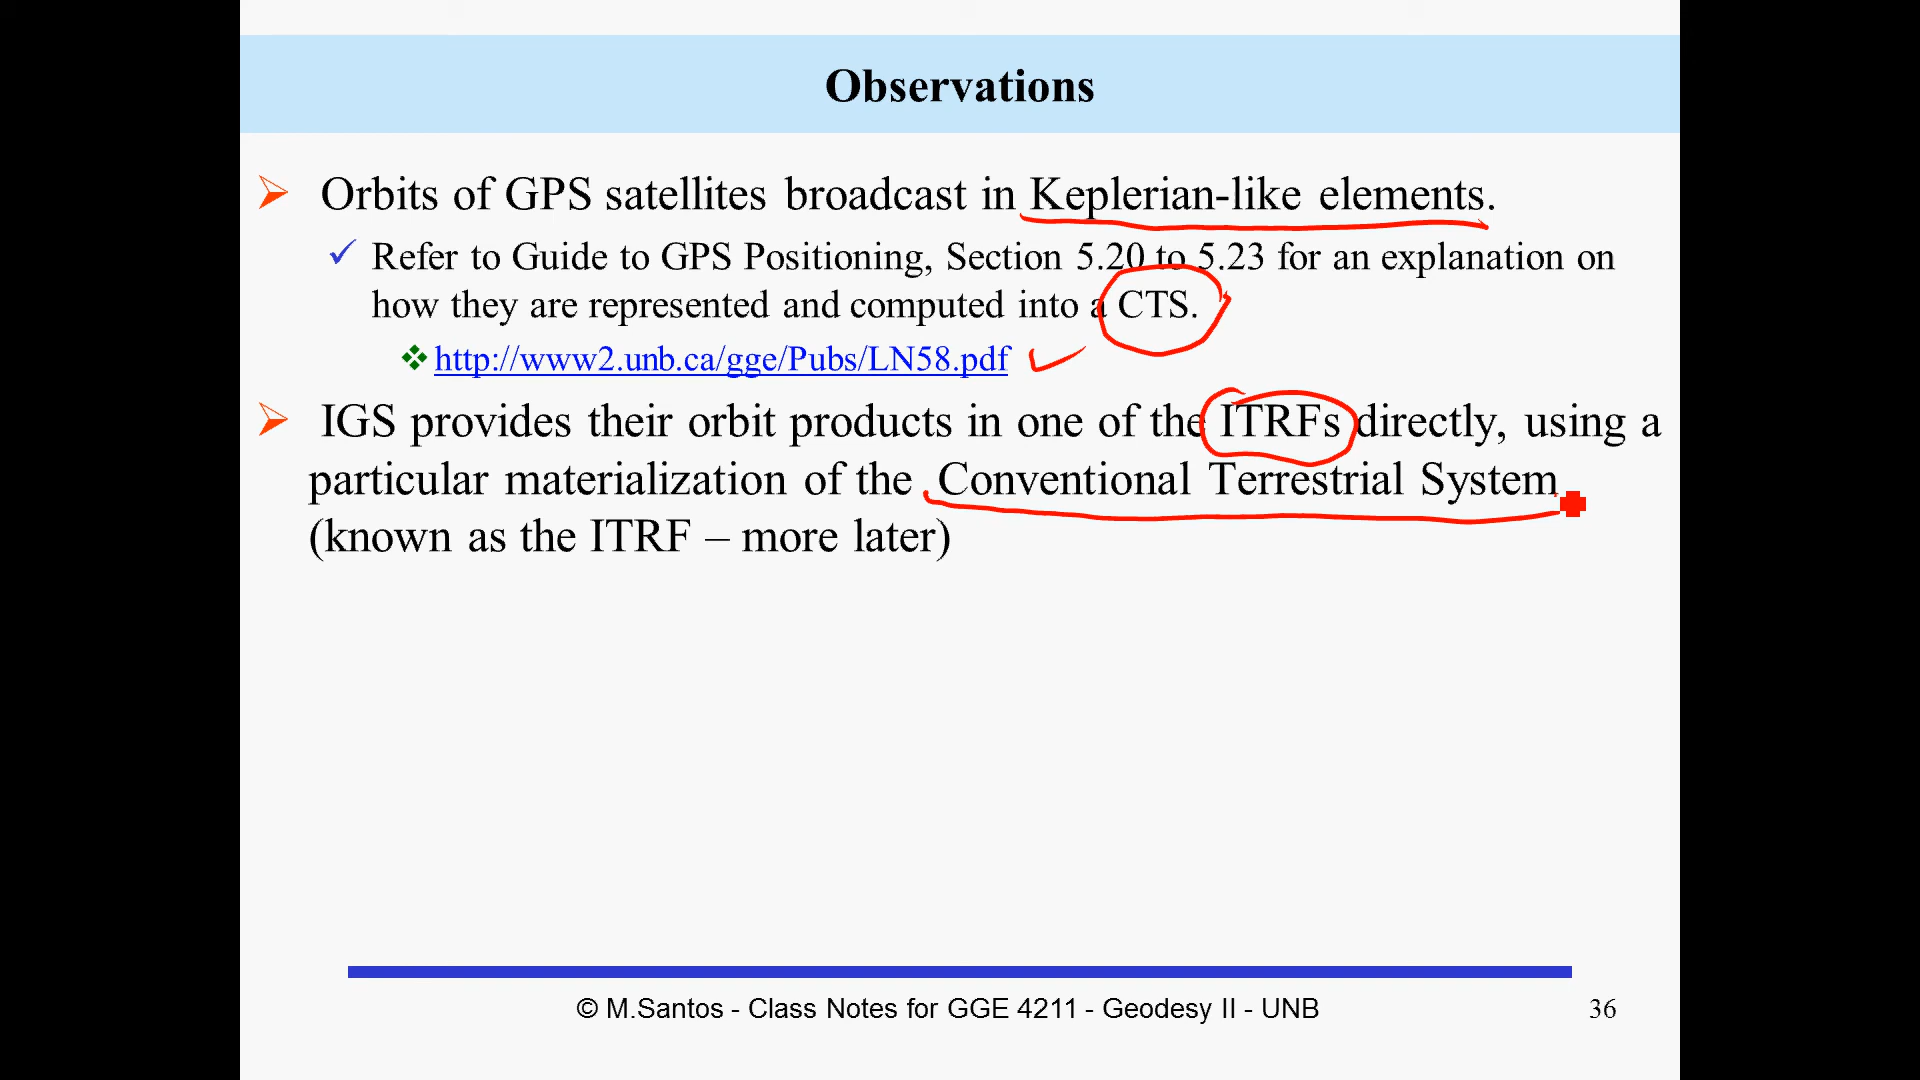 Observations
Orbits of GPS satellites broadcast in Keplerian-like elements.
Refer to Guide to GPS Positioning, Section 5.20 to 5.23 for an explanation on
how they are represented and computed into a CTS.
http://www2.unb.ca/gge/Pubs/LN58.pdf
IGS provides their orbit products in one of the ITRFs directly, using a
particular materialization of the Conventional Terrestrial System
(known as the ITRF – more later)
© M.Santos - Class Notes for GGE 4211 - Geodesy II - UNB
36